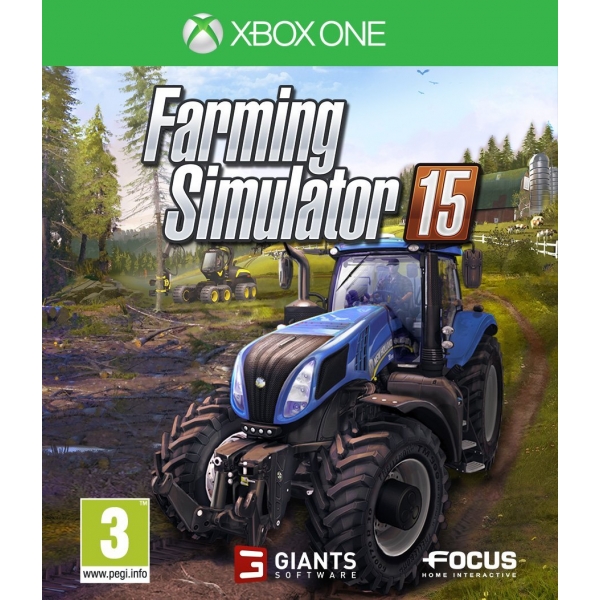 XBOX ONE
Farming
Simulator 15
3
www.pegi.info
GIANTS
SOFTWARE
FOCUS
HOME INTERACTIVE